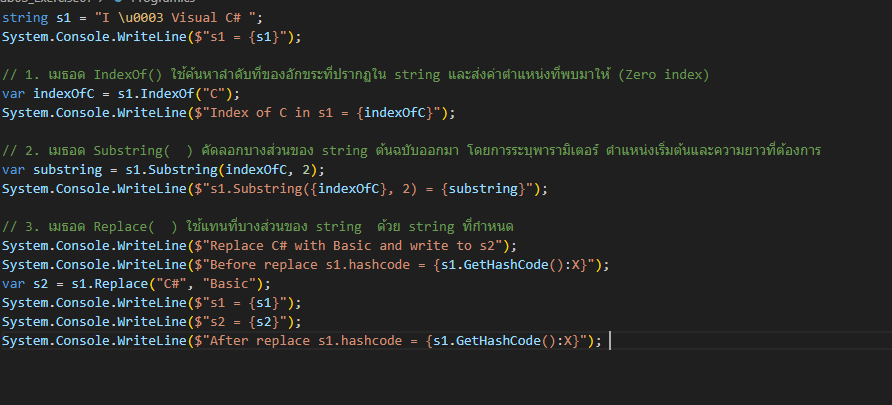 string s1 = "I \u0003 Visual C# ";
System.Console.WriteLine($"s1 = {s1}");
// 1. เมธอด IndexOf() ใช้ค้นหาลำดับที่ของอักขระที่ปรากฏใน string และส่งค่าตำแหน่งที่พบมาให้ (Zero index)
var indexOfC = s1.IndexOf("C");
System.Console.WriteLine($"Index of C in s1 = {indexOfC}");
// 2. เมธอด Substring(  ) คัดลอกบางส่วนของ string ต้นฉบับออกมา โดยการระบุพารามิเตอร์ ตำแหน่งเริ่มต้นและความยาวที่ต้องการ
var substring = s1.Substring(indexOfC, 2);
System.Console.WriteLine($"s1.Substring({indexOfC}, 2) = {substring}");
// 3. เมธอด Replace(  ) ใช้แทนที่บางส่วนของ string  ด้วย string ที่กำหนด
System.Console.WriteLine($"Replace C# with Basic and write to s2");
System.Console.WriteLine($"Before replace s1.hashcode = {s1.GetHashCode():X}");
var s2 = s1.Replace("C#", "Basic");
System.Console.WriteLine($"s1 = {s1}");
System.Console.WriteLine($"s2 = {s2}");
System.Console.WriteLine($"After replace s1.hashcode = {s1.GetHashCode():X}");